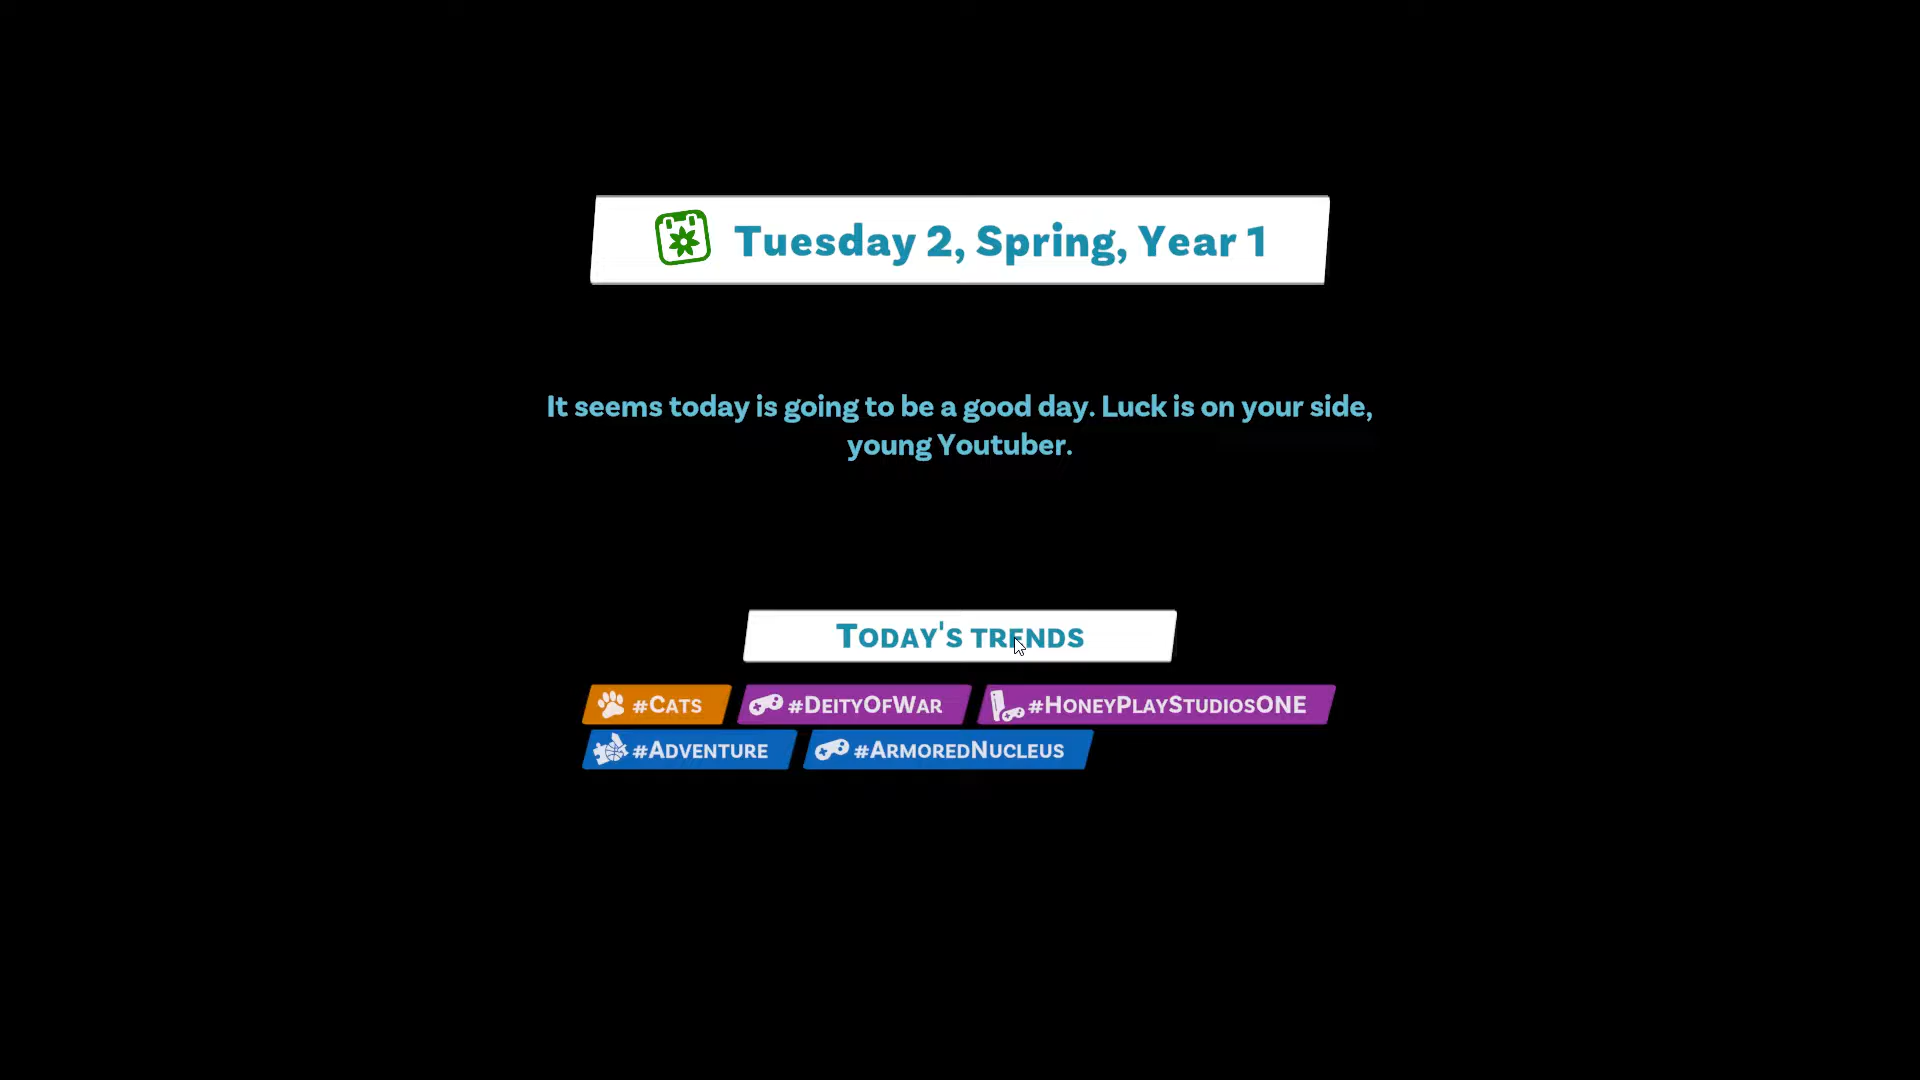 Tuesday 2, Spring, Year 1
It seems today is going to be a good day. Luck is on your side,
young Youtuber.
Today's trends
#Cats #DeityOfWar #HoneyPlayStudiosONE
#Adventure #ArmoredNucleus